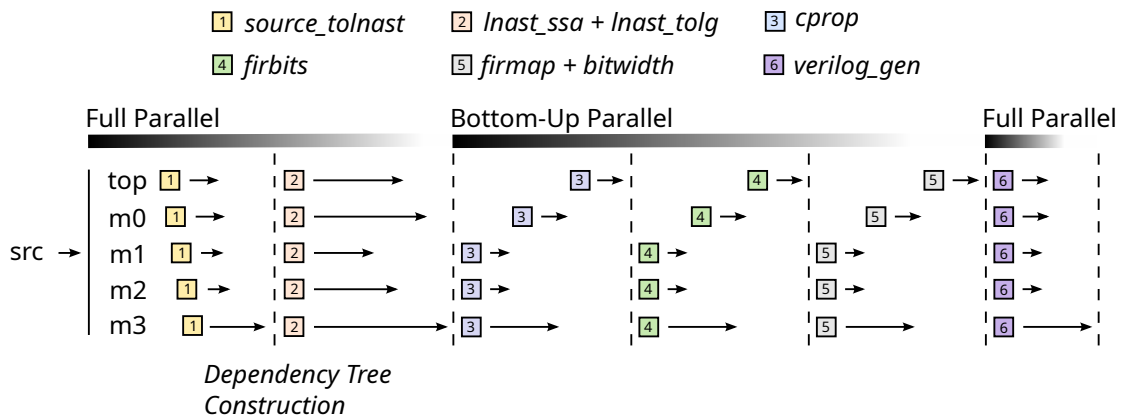 1 source_tolnast 2 lnast_ssa + lnast_tolg 3 cprop
4 firbits 5 firmap + bitwidth 6 verilog_gen
Full Parallel Bottom-Up Parallel Full Parallel
top 1 2 3 4 5 6
m0 1 2 3 4 5 6
src m1 1 2 3 4 5 6
m2 1 2 3 4 5 6
m3 1 2 3 4 5 6
Dependency Tree
Construction